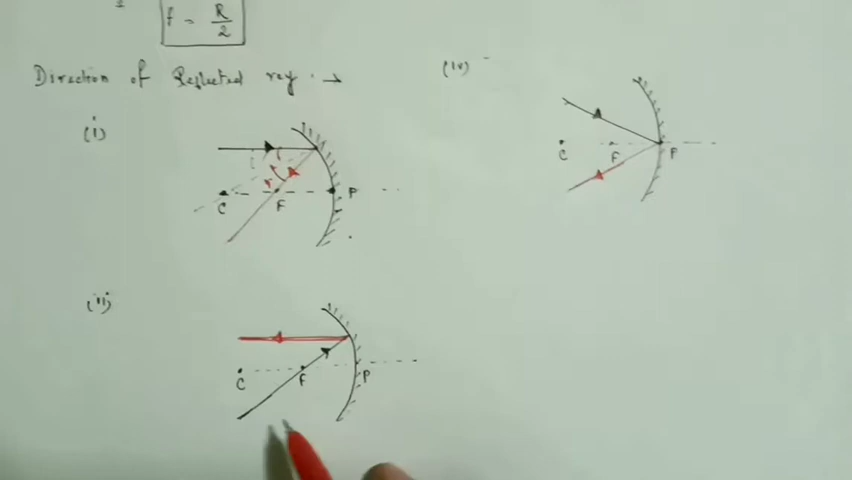 f = R/2
Direction of Reflected ray :→
(i)
i
r
C
F
P
(ii)
C
F
P
(iv)
C
F
P